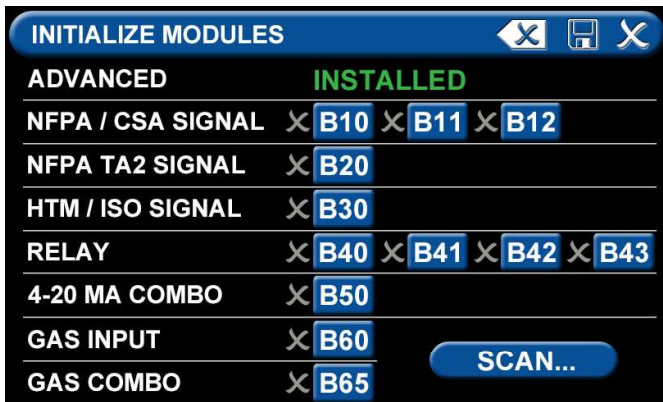 INITIALIZE MODULES
ADVANCED INSTALLED
NFPA / CSA SIGNAL B10 B11 B12
NFPA TA2 SIGNAL B20
HTM / ISO SIGNAL B30
RELAY B40 B41 B42 B43
4-20 MA COMBO B50
GAS INPUT B60
SCAN...
GAS COMBO B65